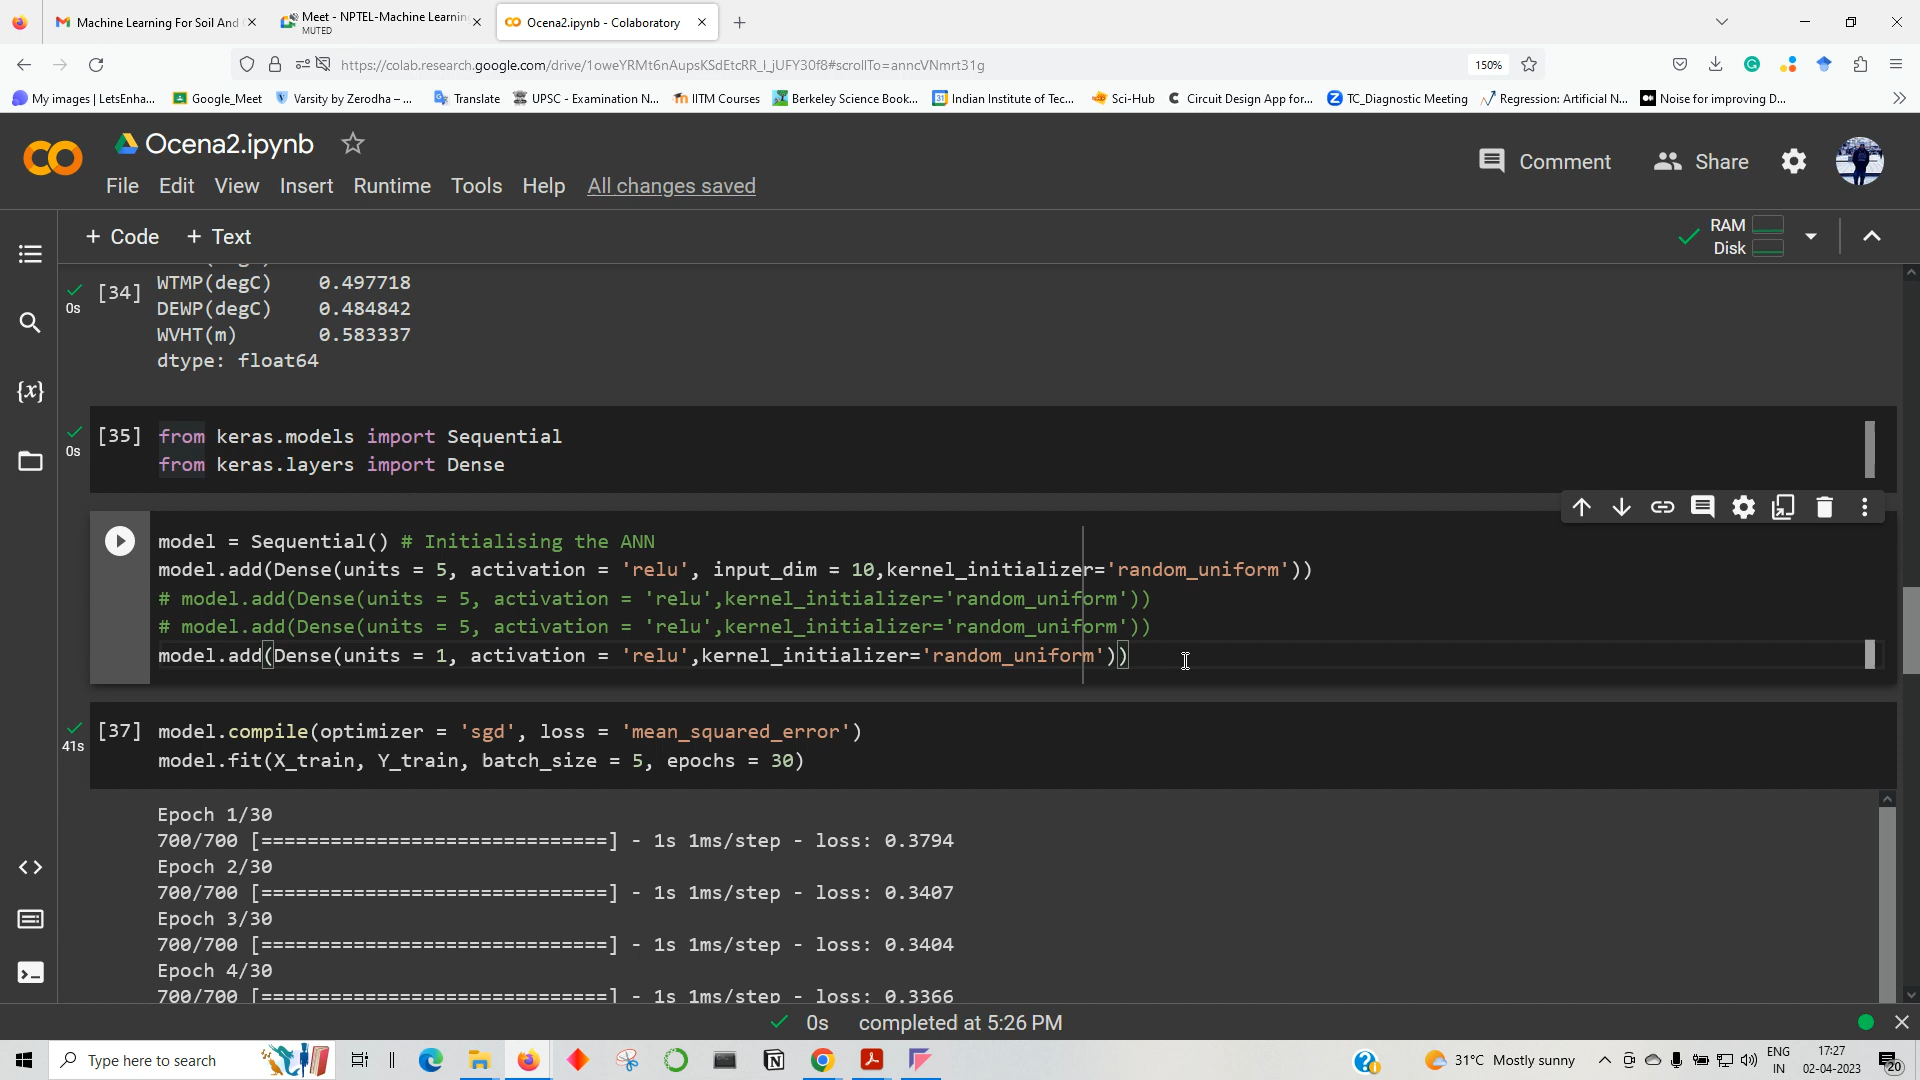 Machine Learning For Soil And
Meet - NPTEL-Machine Learnin
MUTED
Ocena2.ipynb - Colaboratory
https://colab.research.google.com/drive/1oweYRMt6nAupsKSdEtcRR_l_jUFY30f8#scrollTo=anncVNmrt31g
150%
My images | LetsEnha...
Google_Meet
Varsity by Zerodha – ...
Translate
UPSC - Examination N...
IITM Courses
Berkeley Science Book...
Indian Institute of Tec...
Sci-Hub
Circuit Design App for...
TC_Diagnostic Meeting
Regression: Artificial N...
Noise for improving D...
Ocena2.ipynb
Comment
Share
File Edit View Insert Runtime Tools Help All changes saved
+ Code + Text
RAM
Disk
[34]
0s
WTMP(degC) 0.497718
DEWP(degC) 0.484842
WVHT(m) 0.583337
dtype: float64
{x}
[35] from keras.models import Sequential
0s
from keras.layers import Dense
model = Sequential() # Initialising the ANN
model.add(Dense(units = 5, activation = 'relu', input_dim = 10,kernel_initializer='random_uniform'))
# model.add(Dense(units = 5, activation = 'relu',kernel_initializer='random_uniform'))
# model.add(Dense(units = 5, activation = 'relu',kernel_initializer='random_uniform'))
model.add(Dense(units = 1, activation = 'relu',kernel_initializer='random_uniform'))
[37] model.compile(optimizer = 'sgd', loss = 'mean_squared_error')
41s
model.fit(X_train, Y_train, batch_size = 5, epochs = 30)
Epoch 1/30
700/700 [==============================] - 1s 1ms/step - loss: 0.3794
Epoch 2/30
700/700 [==============================] - 1s 1ms/step - loss: 0.3407
Epoch 3/30
700/700 [==============================] - 1s 1ms/step - loss: 0.3404
Epoch 4/30
700/700 [==============================] - 1s 1ms/step - loss: 0.3366
0s completed at 5:26 PM
Type here to search
31°C Mostly sunny
ENG
IN
17:27
02-04-2023
20